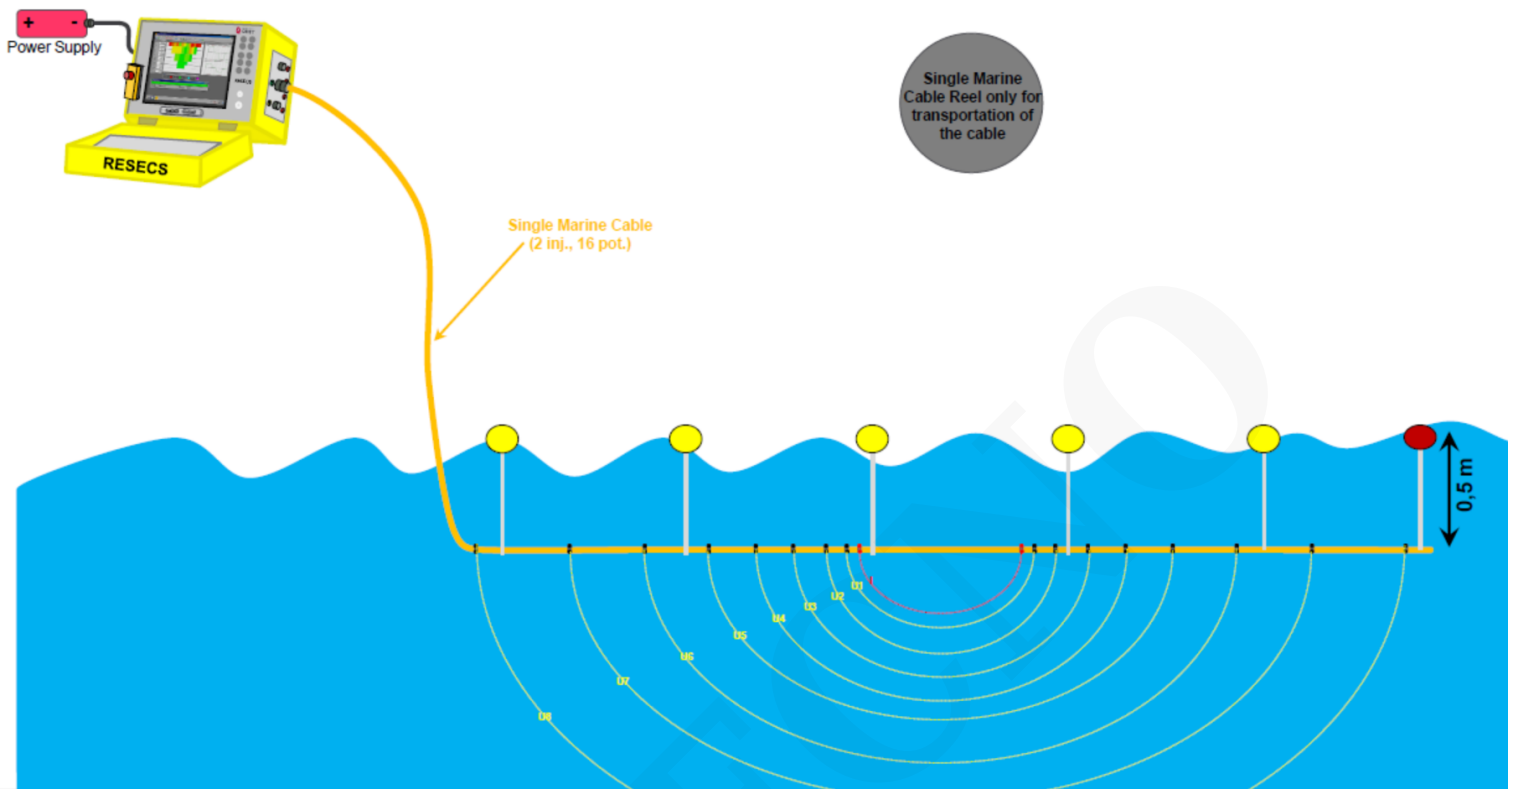 + -
Power Supply
RESECS
Single Marine
Cable Reel only for
transportation of
the cable
Single Marine Cable
(2 inj., 16 pot.)
0,5 m
U1
U2
U3
U4
U5
U6
U7
U8
I